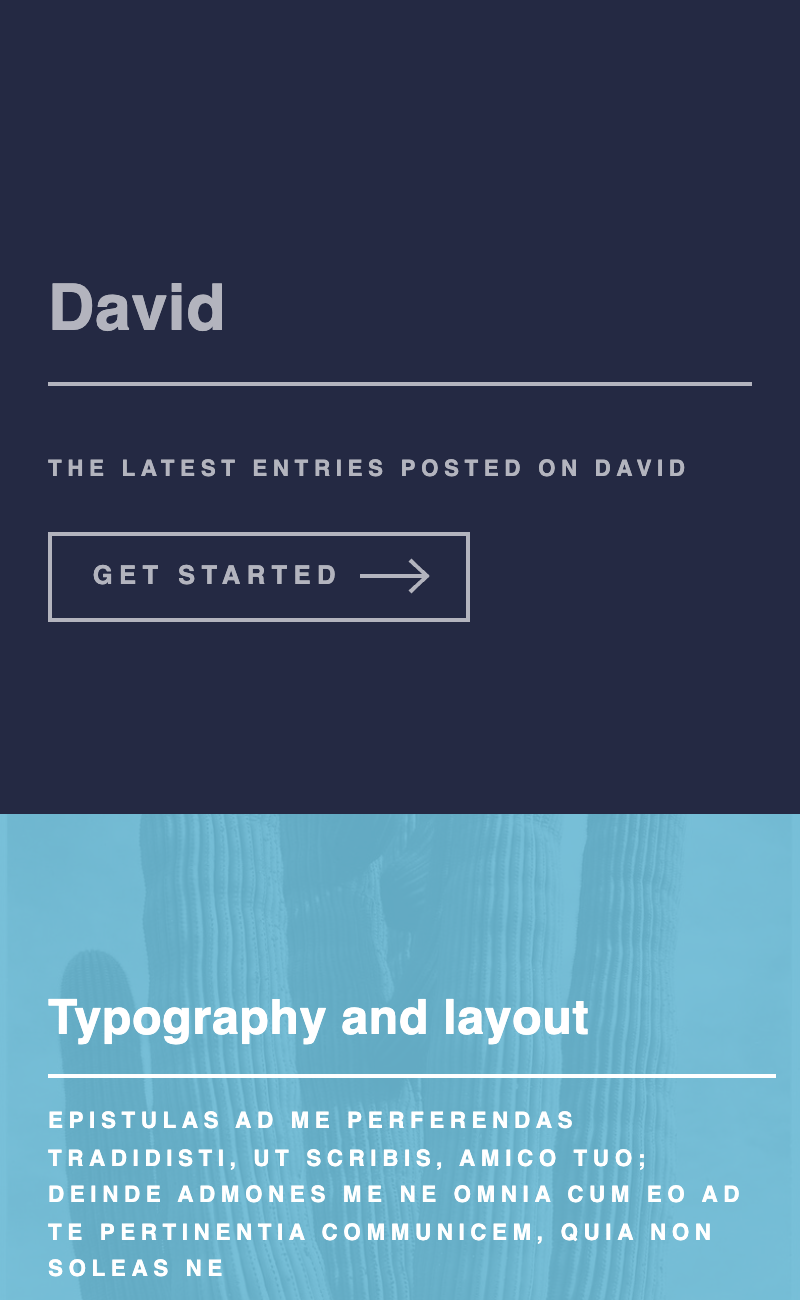 David
THE LATEST ENTRIES POSTED ON DAVID
GET STARTED
Typography and layout
EPISTULAS AD ME PERFERENDAS
TRADIDISTI, UT SCRIBIS, AMICO TUO;
DEINDE ADMONES ME NE OMNIA CUM EO AD
TE PERTINENTIA COMMUNICEM, QUIA NON
SOLEAS NE